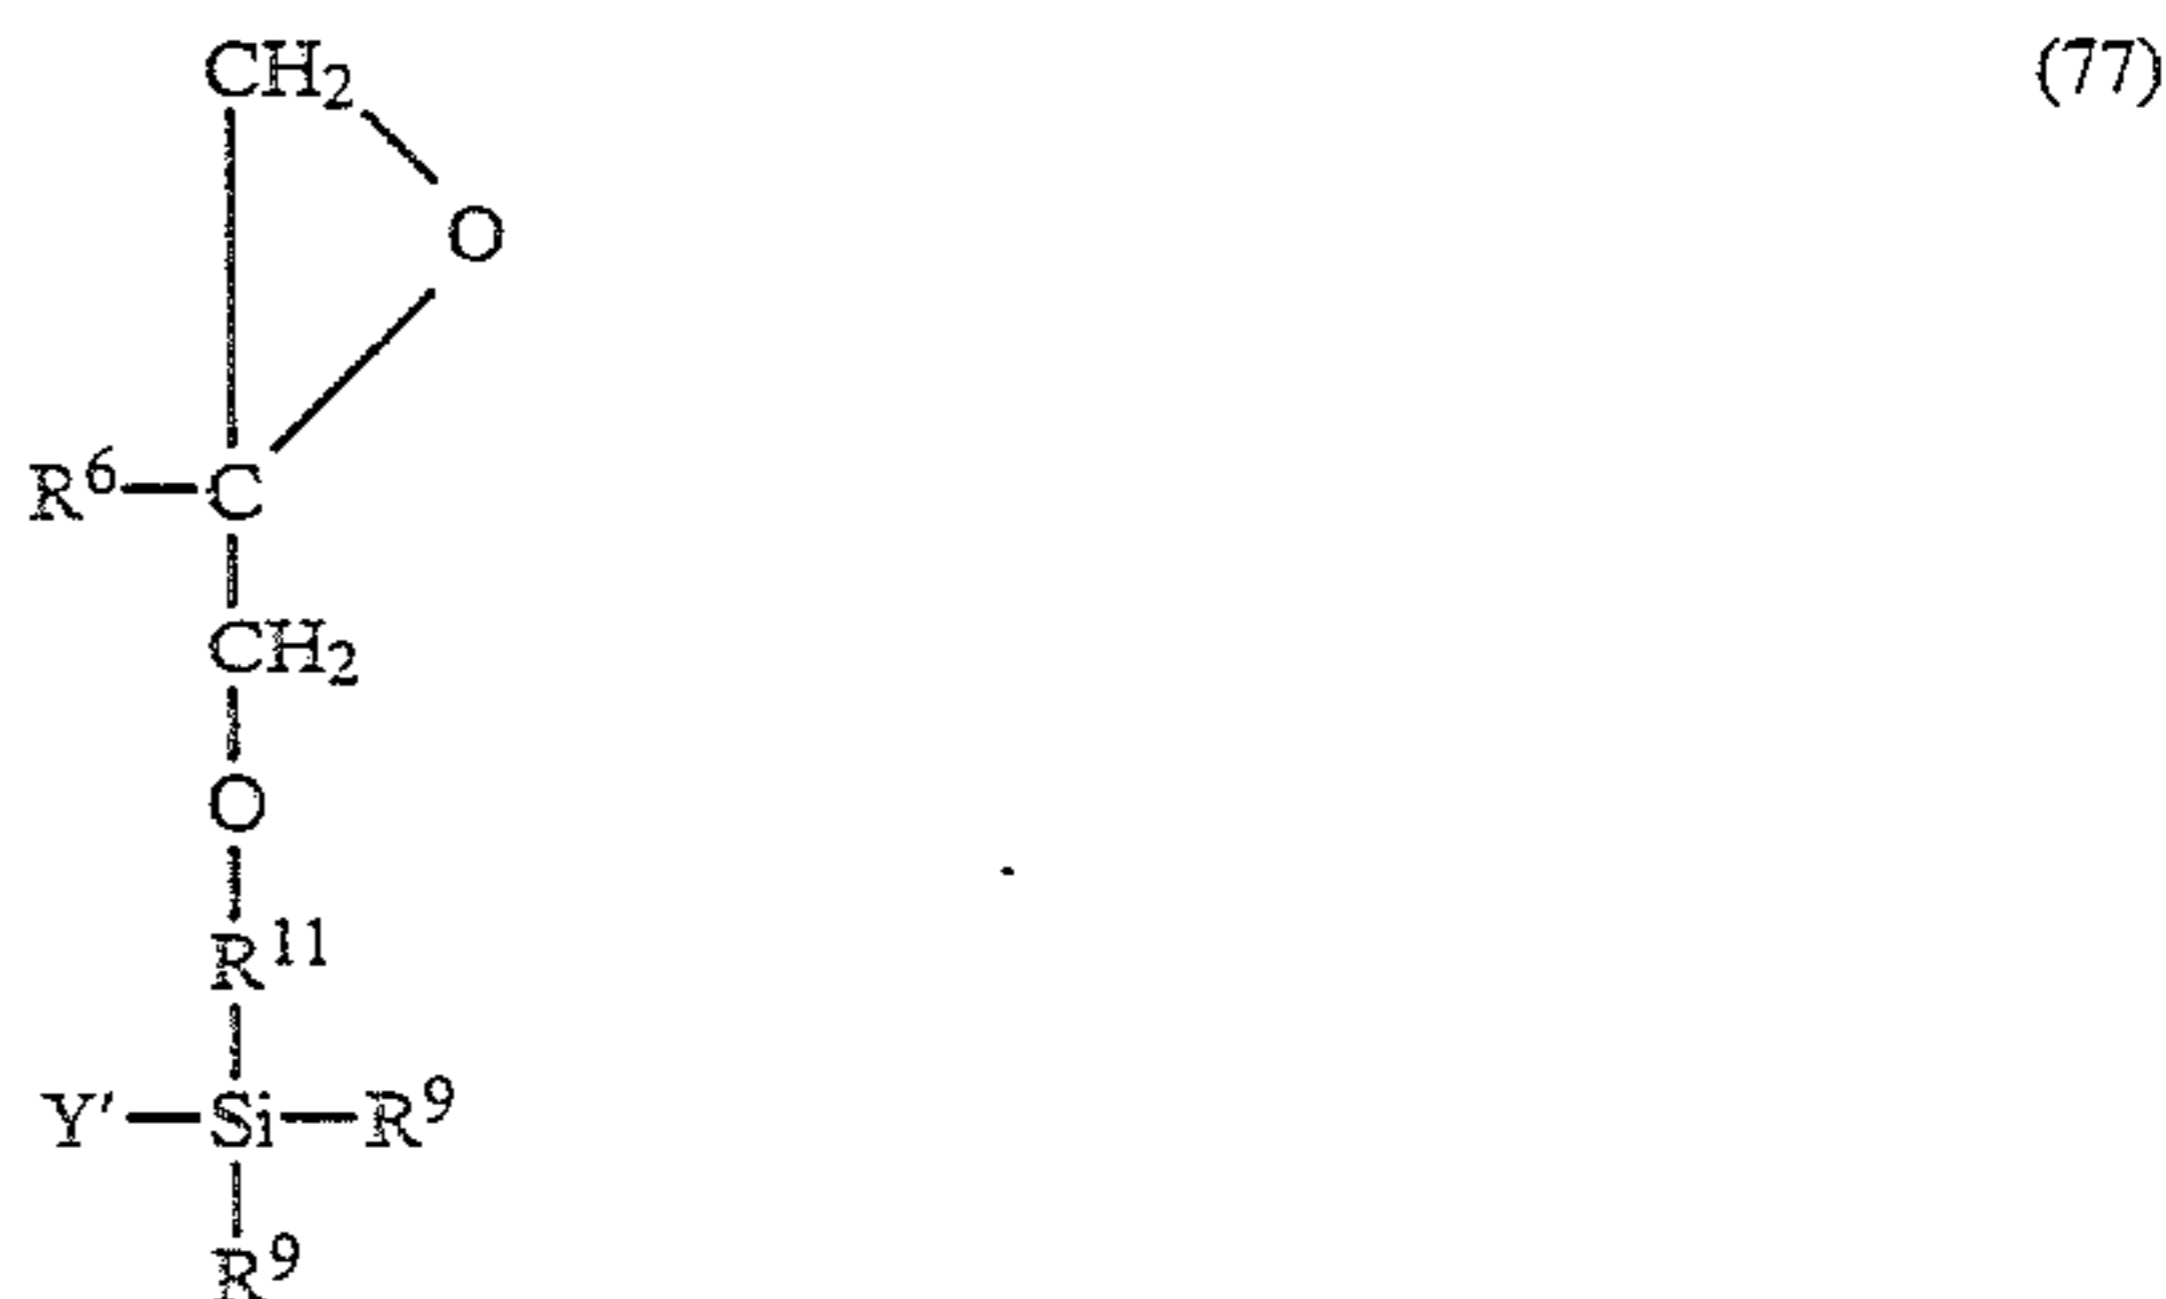 CH2 (77)
O
R6—C
CH2
O
R11
Y'—Si—R9
R9